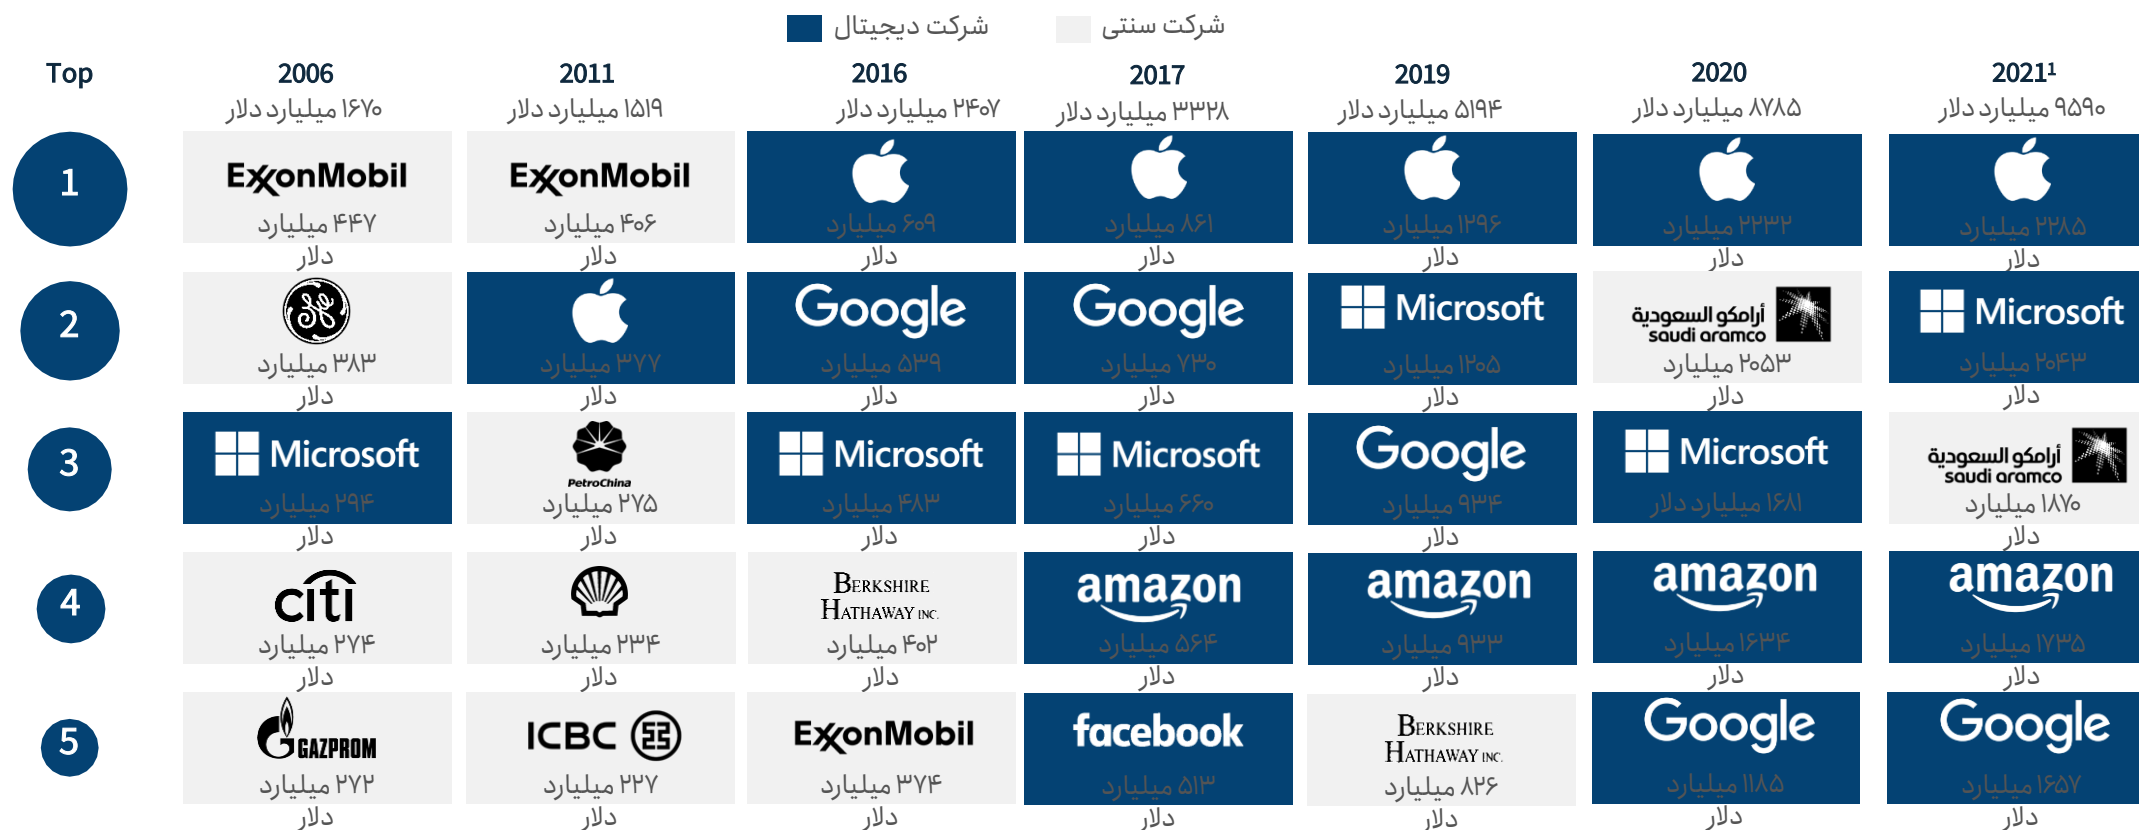 شرکت دیجیتال
شرکت سنتی
Top
2006
2011
2016
2017
2019
2020
2021¹
۱۶۷۰ میلیارد دلار
۱۵۱۹ میلیارد دلار
۲۴۰۷ میلیارد دلار
۳۳۲۸ میلیارد دلار
۵۱۹۴ میلیارد دلار
۸۷۸۵ میلیارد دلار
۹۵۹۰ میلیارد دلار
1
ExxonMobil
۴۴۷ میلیارد
دلار
ExxonMobil
۴۰۶ میلیارد
دلار
۶۰۹ میلیارد
دلار
۸۶۱ میلیارد
دلار
۱۲۹۶ میلیارد
دلار
۲۲۳۲ میلیارد
دلار
۲۲۸۵ میلیارد
دلار
2
GE
۳۸۳ میلیارد
دلار
۳۷۷ میلیارد
دلار
Google
۵۳۹ میلیارد
دلار
Google
۷۳۰ میلیارد
دلار
Microsoft
۱۲۰۵ میلیارد
دلار
أرامكو السعودية
saudi aramco
۲۰۵۳ میلیارد
دلار
Microsoft
۲۰۴۳ میلیارد
دلار
3
Microsoft
۲۹۴ میلیارد
دلار
PetroChina
۲۷۵ میلیارد
دلار
Microsoft
۴۸۳ میلیارد
دلار
Microsoft
۶۶۰ میلیارد
دلار
Google
۹۳۴ میلیارد
دلار
Microsoft
۱۶۸۱ میلیارد دلار
أرامكو السعودية
saudi aramco
۱۸۷۰ میلیارد
دلار
4
citi
۲۷۴ میلیارد
دلار
۲۳۴ میلیارد
دلار
BERKSHIRE
HATHAWAY INC.
۴۰۲ میلیارد
دلار
amazon
۵۶۴ میلیارد
دلار
amazon
۹۳۳ میلیارد
دلار
amazon
۱۶۳۴ میلیارد
دلار
amazon
۱۷۳۵ میلیارد
دلار
5
GAZPROM
۲۷۲ میلیارد
دلار
ICBC
۲۲۷ میلیارد
دلار
ExxonMobil
۳۷۴ میلیارد
دلار
facebook
۵۱۳ میلیارد
دلار
BERKSHIRE
HATHAWAY INC.
۸۲۶ میلیارد
دلار
Google
۱۱۸۵ میلیارد
دلار
Google
۱۶۵۷ میلیارد
دلار